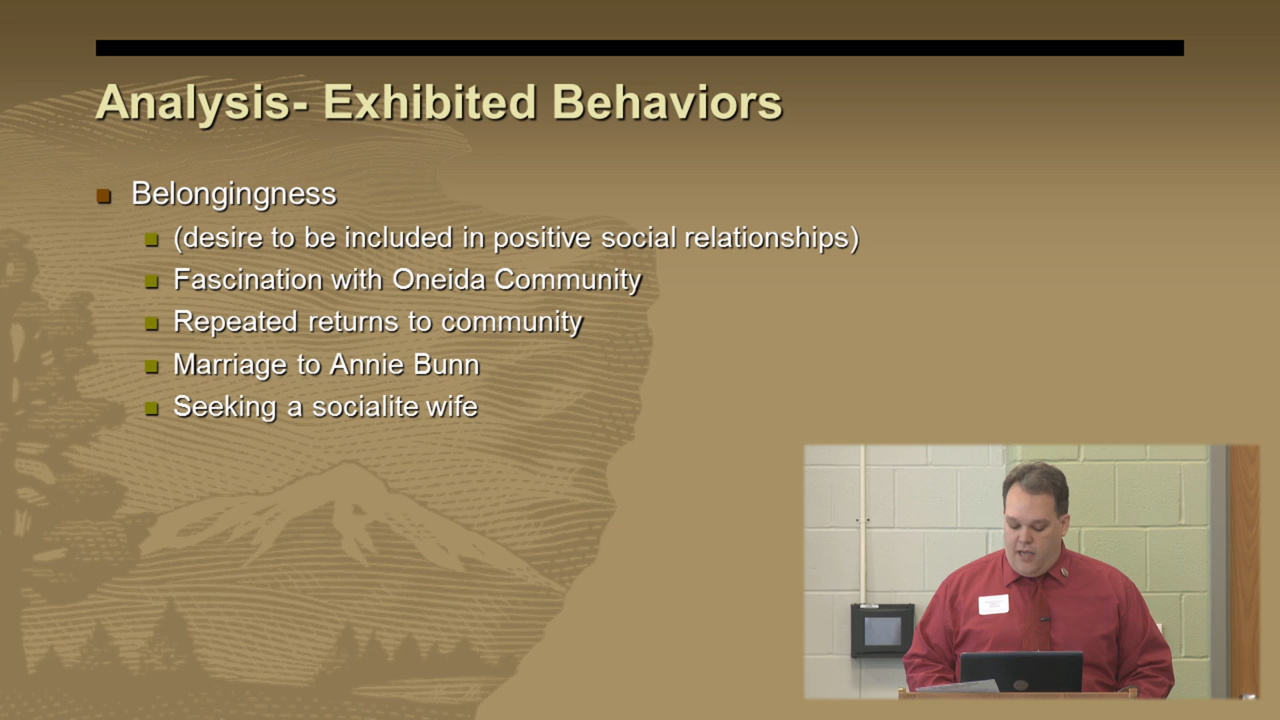 Analysis- Exhibited Behaviors
Belongingness
(desire to be included in positive social relationships)
Fascination with Oneida Community
Repeated returns to community
Marriage to Annie Bunn
Seeking a socialite wife